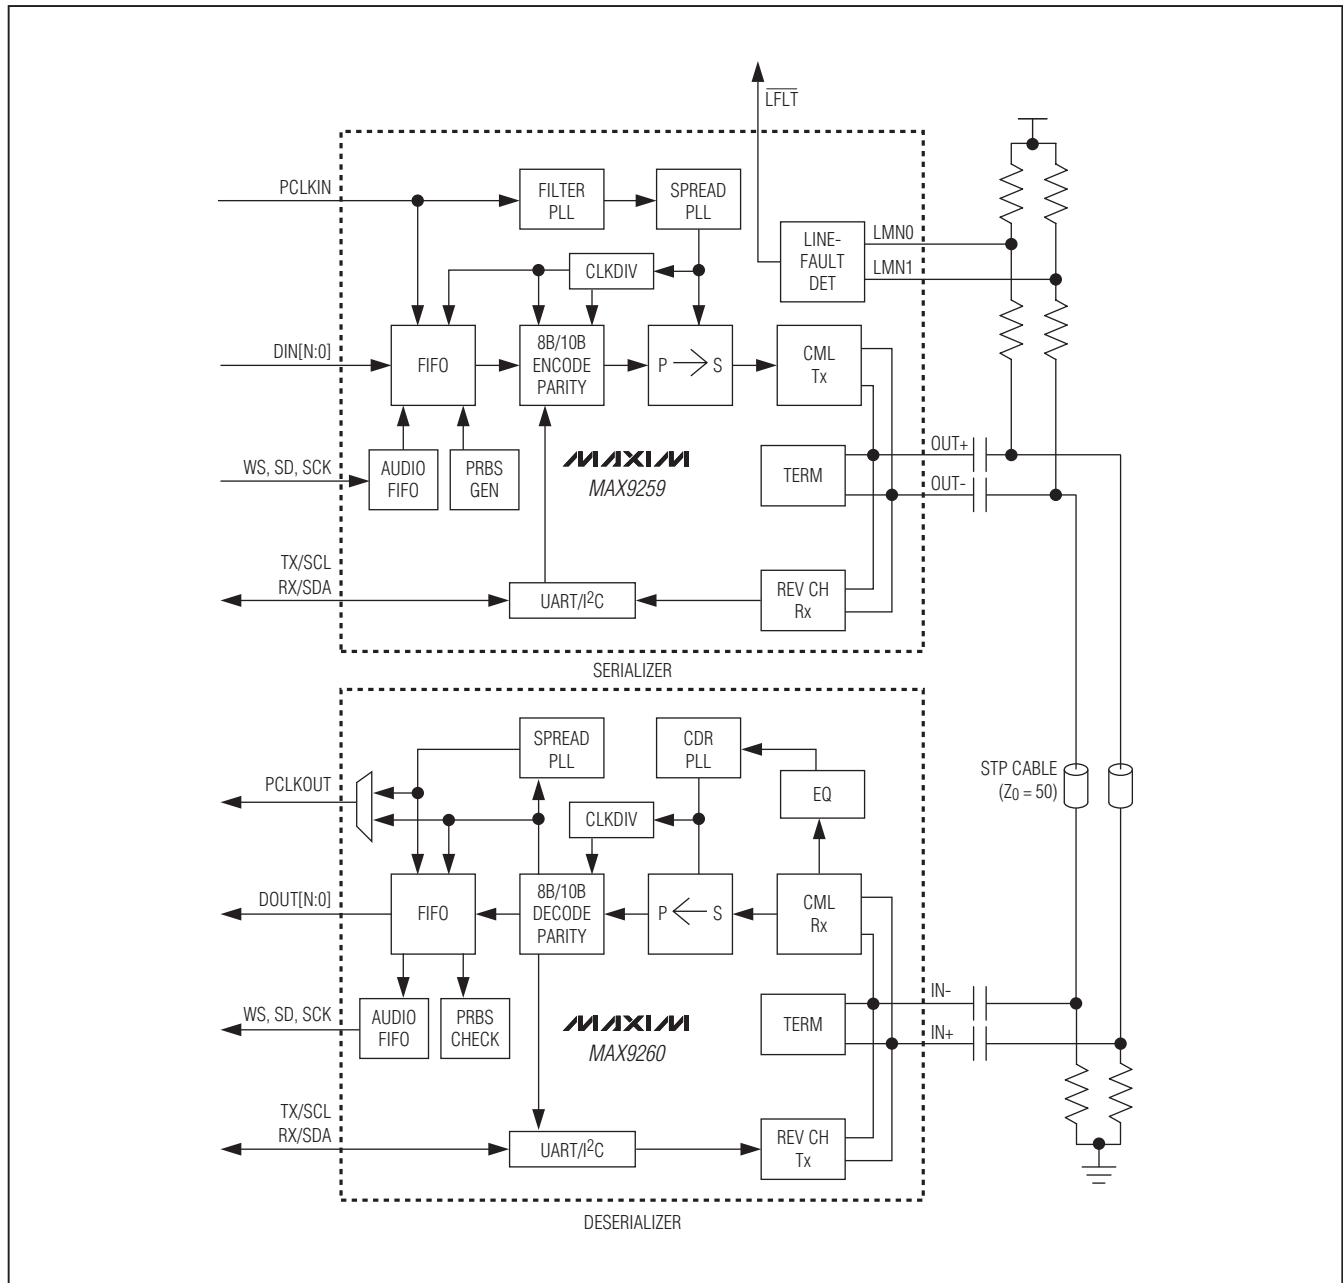 LFLT
PCLKIN
FILTER
PLL
SPREAD
PLL
LINE-
FAULT
DET
LMN0
LMN1
CLKDIV
DIN[N:0]
FIFO
8B/10B
ENCODE
PARITY
P S
CML
Tx
WS, SD, SCK
AUDIO
FIFO
PRBS
GEN
MAXIM
MAX9259
TERM
OUT+
OUT-
TX/SCL
RX/SDA
UART/I²C
REV CH
Rx
SERIALIZER
SPREAD
PLL
CDR
PLL
EQ
STP CABLE
(Z0 = 50)
PCLKOUT
CLKDIV
DOUT[N:0]
FIFO
8B/10B
DECODE
PARITY
P S
CML
Rx
WS, SD, SCK
AUDIO
FIFO
PRBS
CHECK
MAXIM
MAX9260
TERM
IN-
IN+
TX/SCL
RX/SDA
UART/I²C
REV CH
Tx
DESERIALIZER